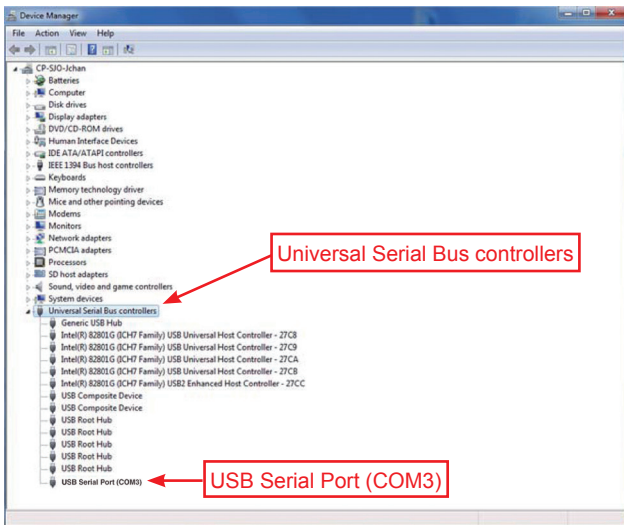 Device Manager
File Action View Help
CP-SJO-Jchan
Batteries
Computer
Disk drives
Display adapters
DVD/CD-ROM drives
Human Interface Devices
IDE ATA/ATAPI controllers
IEEE 1394 Bus host controllers
Keyboards
Memory technology driver
Mice and other pointing devices
Modems
Monitors
Network adapters
PCMCIA adapters
Universal Serial Bus controllers
Processors
SD host adapters
Sound, video and game controllers
System devices
Universal Serial Bus controllers
Generic USB Hub
Intel(R) 82801G (ICH7 Family) USB Universal Host Controller - 27C8
Intel(R) 82801G (ICH7 Family) USB Universal Host Controller - 27C9
Intel(R) 82801G (ICH7 Family) USB Universal Host Controller - 27CA
Intel(R) 82801G (ICH7 Family) USB Universal Host Controller - 27CB
Intel(R) 82801G (ICH7 Family) USB2 Enhanced Host Controller - 27CC
USB Composite Device
USB Composite Device
USB Root Hub
USB Root Hub
USB Root Hub
USB Root Hub
USB Root Hub
USB Serial Port (COM3)
USB Serial Port (COM3)